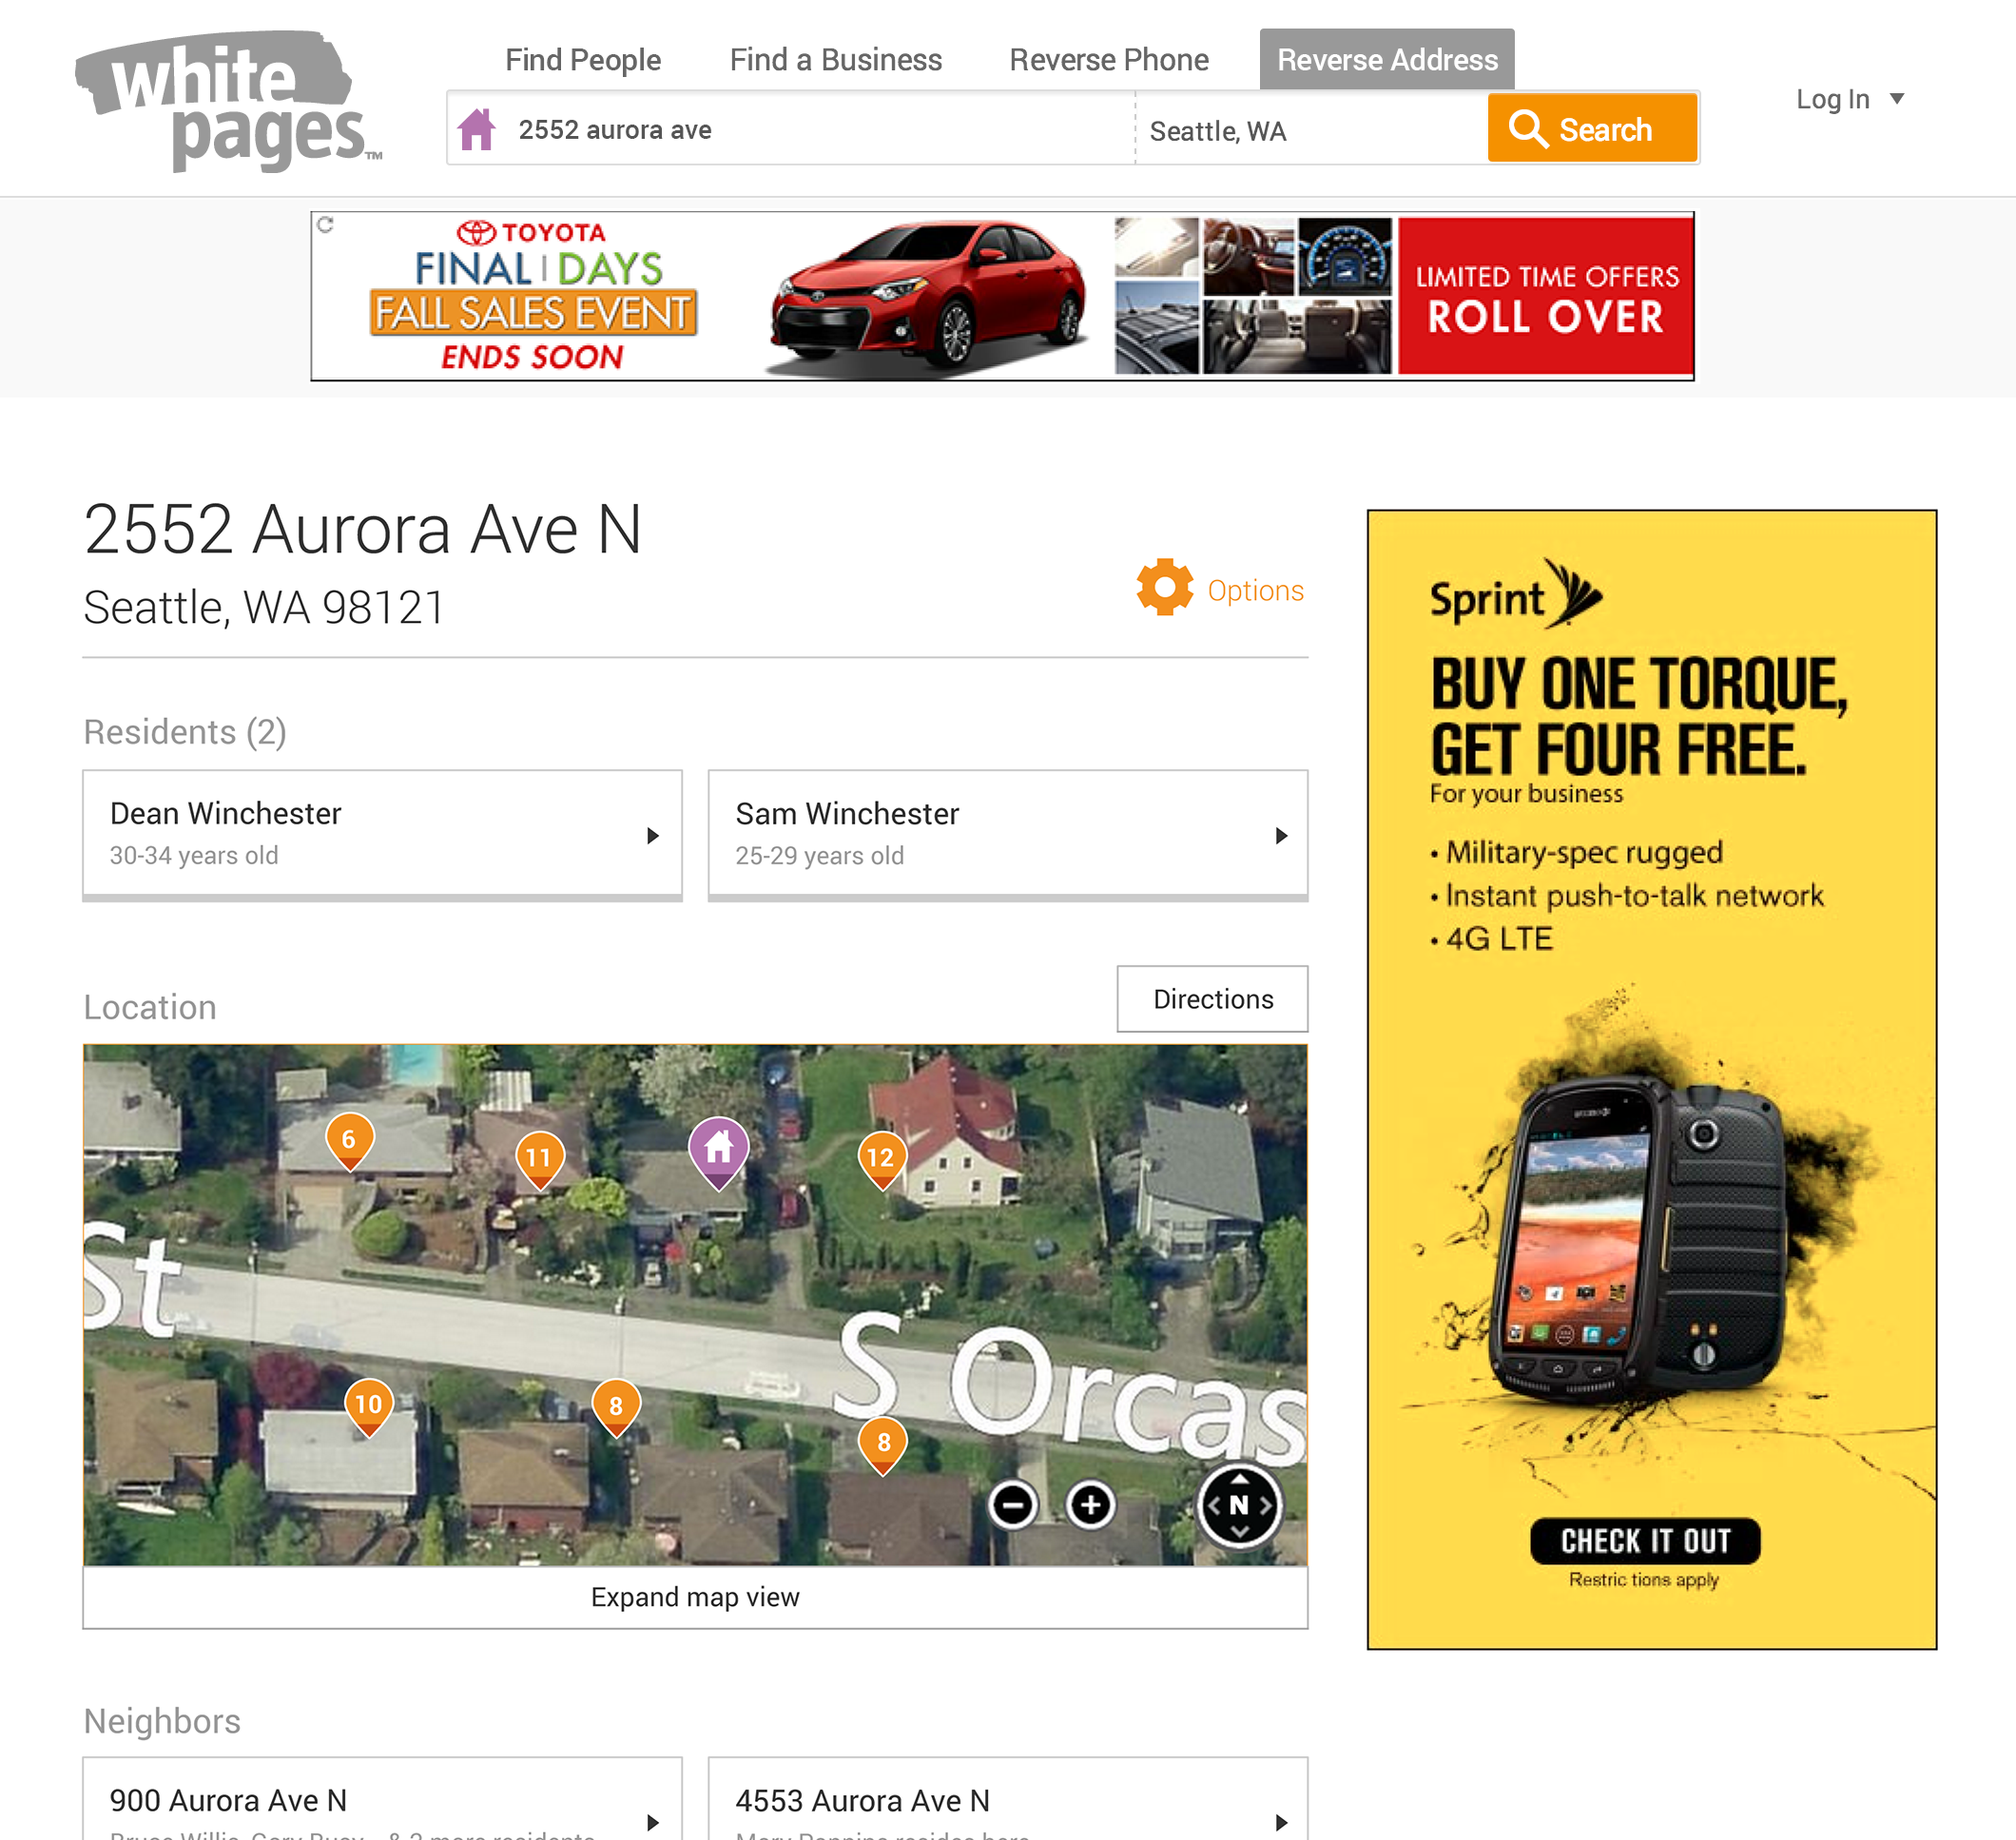 white
pages™
Find People
Find a Business
Reverse Phone
Reverse Address
Log In
2552 aurora ave
Seattle, WA
Search
TOYOTA
FINAL DAYS
FALL SALES EVENT
ENDS SOON
LIMITED TIME OFFERS
ROLL OVER
2552 Aurora Ave N
Seattle, WA 98121
Options
Residents (2)
Dean Winchester
30-34 years old
Sam Winchester
25-29 years old
Location
Directions
6
11
12
St
S Orcas
10
8
8
N
Expand map view
Sprint
BUY ONE TORQUE,
GET FOUR FREE.
For your business
• Military-spec rugged
• Instant push-to-talk network
• 4G LTE
CHECK IT OUT
Restric tions apply
Neighbors
900 Aurora Ave N
4553 Aurora Ave N